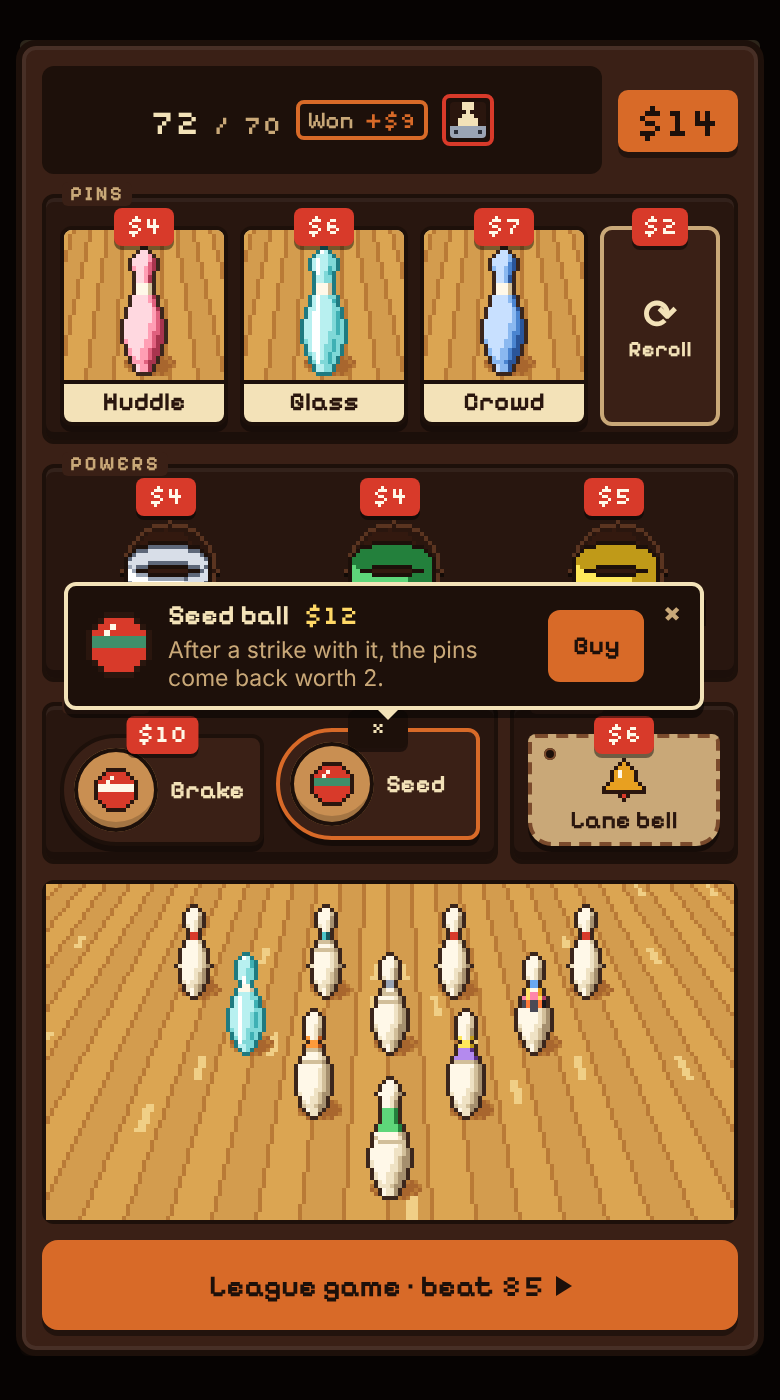 72 / 70 Won +$9
$14
PINS
$4 $6 $7 $2
Huddle Glass Crowd Reroll
POWERS
$4 $4 $5
Seed ball $12
After a strike with it, the pins
come back worth 2.
Buy
$10 $6
Brake Seed Lane bell
League game · beat 85